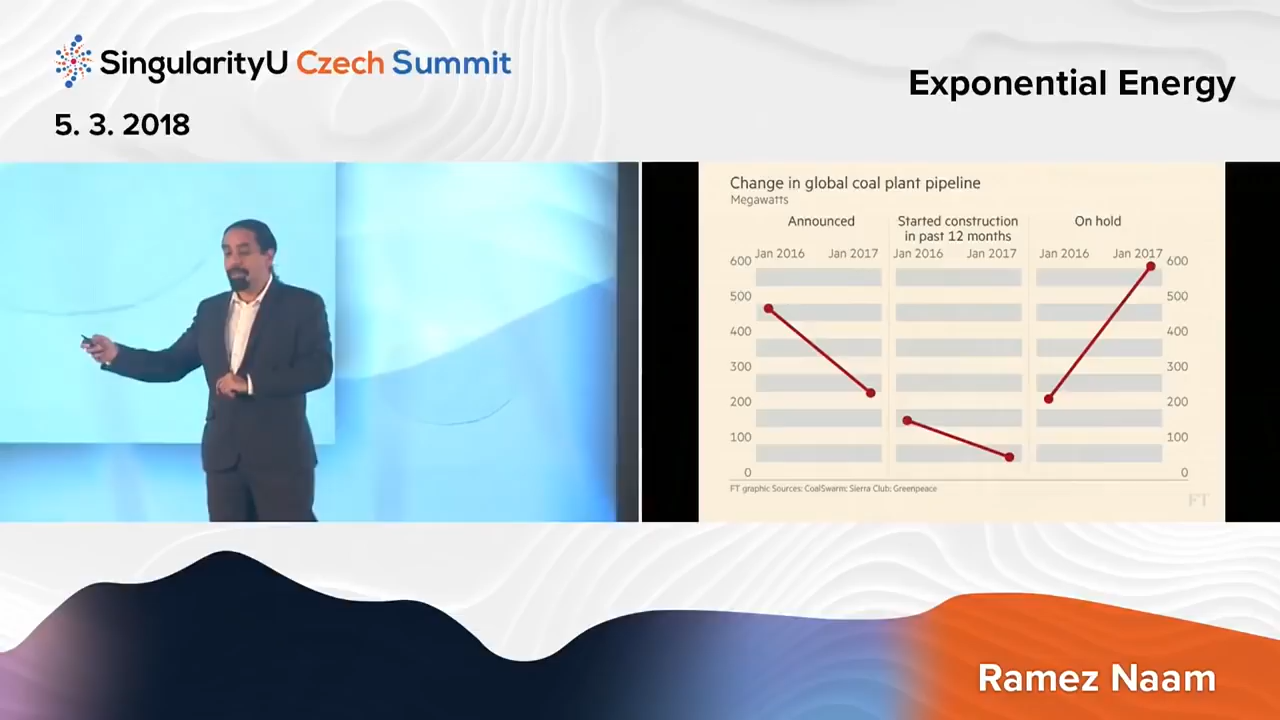 SingularityU Czech Summit
5. 3. 2018
Exponential Energy
Change in global coal plant pipeline
Megawatts
Announced
Started construction
in past 12 months
On hold
Jan 2016 Jan 2017 Jan 2016 Jan 2017 Jan 2016 Jan 2017
600 600
500 500
400 400
300 300
200 200
100 100
0 0
FT graphic Sources: CoalSwarm; Sierra Club; Greenpeace
FT
Ramez Naam